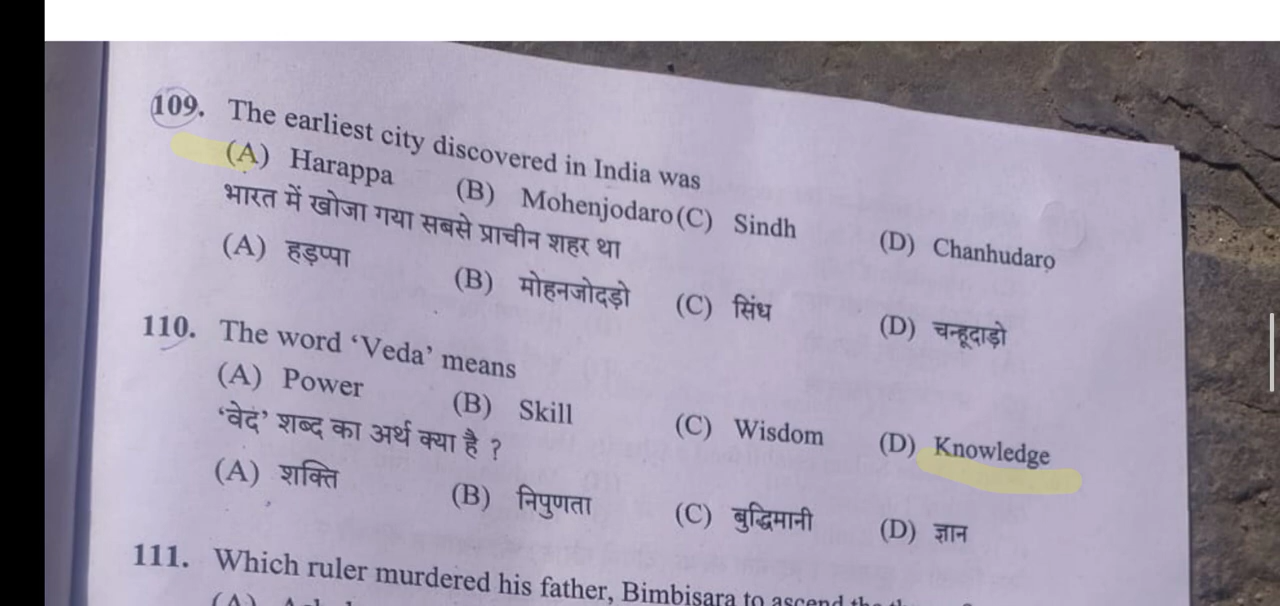 109. The earliest city discovered in India was
(A) Harappa (B) Mohenjodaro (C) Sindh (D) Chanhudaro
भारत में खोजा गया सबसे प्राचीन शहर था
(A) हड़प्पा (B) मोहनजोदड़ो (C) सिंध (D) चन्हूदाड़ो
110. The word ‘Veda’ means
(A) Power (B) Skill (C) Wisdom (D) Knowledge
‘वेद’ शब्द का अर्थ क्या है ?
(A) शक्ति (B) निपुणता (C) बुद्धिमानी (D) ज्ञान
111. Which ruler murdered his father, Bimbisara to ascend the
(A)